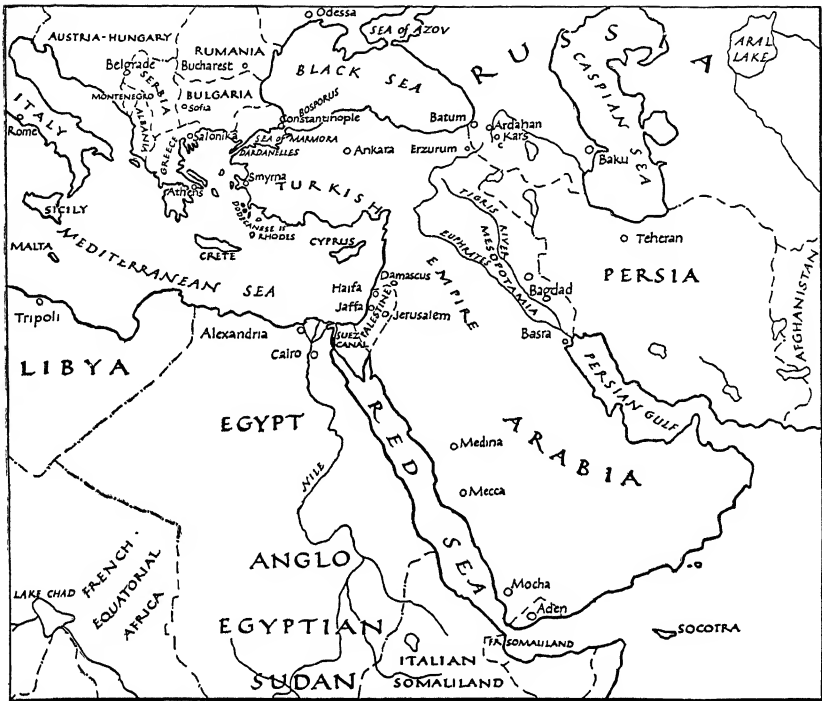 Odessa
SEA of AZOV
AUSTRIA-HUNGARY
RUMANIA
Bucharest
Belgrade
SERBIA
BULGARIA
Sofia
MONTENEGRO
ALBANIA
BLACK SEA
RUSSIA
ARAL
LAKE
CASPIAN SEA
ITALY
Rome
BOSPORUS
Constantinople
Salonika
SEA of MARMORA
DARDANELLES
GREECE
Athens
Ankara
Batum
Ardahan
Kars
Erzurum
Baku
Smyrna
TURKISH
EMPIRE
DODECANESE IS
RHODES
SICILY
MALTA
MEDITERRANEAN SEA
CRETE
CYPRUS
TIGRIS RIVER
MESOPOTAMIA
EUPHRATES
Teheran
PERSIA
AFGHANISTAN
Damascus
Haifa
Jaffa
PALESTINE
Jerusalem
Bagdad
Basra
Tripoli
Alexandria
SUEZ
CANAL
Cairo
LIBYA
EGYPT
NILE
RED SEA
PERSIAN GULF
ARABIA
Medina
Mecca
Mocha
Aden
LAKE CHAD
FRENCH
EQUATORIAL
AFRICA
ANGLO
EGYPTIAN
SUDAN
ITALIAN
SOMALILAND
FR. SOMALILAND
SOCOTRA